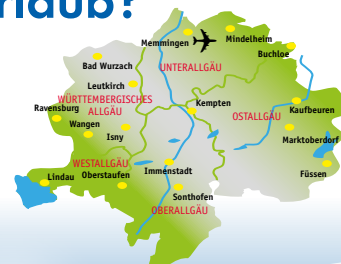 rlaub?
Memmingen
Mindelheim
Buchloe
Bad Wurzach
UNTERALLGÄU
Leutkirch
WÜRTTEMBERGISCHES
ALLGÄU
Ravensburg
Kempten
Kaufbeuren
OSTALLGÄU
Wangen
Isny
Marktoberdorf
WESTALLGÄU
Immenstadt
Füssen
Lindau
Oberstaufen
Sonthofen
OBERALLGÄU